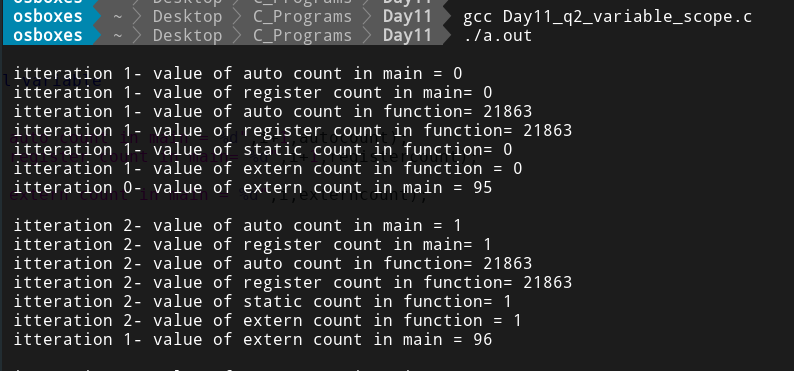 osboxes ~ Desktop C_Programs Day11
osboxes ~ Desktop C_Programs Day11 gcc Day11_q2_variable_scope.c
osboxes ~ Desktop C_Programs Day11 ./a.out
itteration 1- value of auto count in main = 0
itteration 1- value of register count in main= 0
itteration 1- value of auto count in function= 21863
itteration 1- value of register count in function= 21863
itteration 1- value of static count in function= 0
itteration 1- value of extern count in function = 0
itteration 0- value of extern count in main = 95
itteration 2- value of auto count in main = 1
itteration 2- value of register count in main= 1
itteration 2- value of auto count in function= 21863
itteration 2- value of register count in function= 21863
itteration 2- value of static count in function= 1
itteration 2- value of extern count in function = 1
itteration 1- value of extern count in main = 96